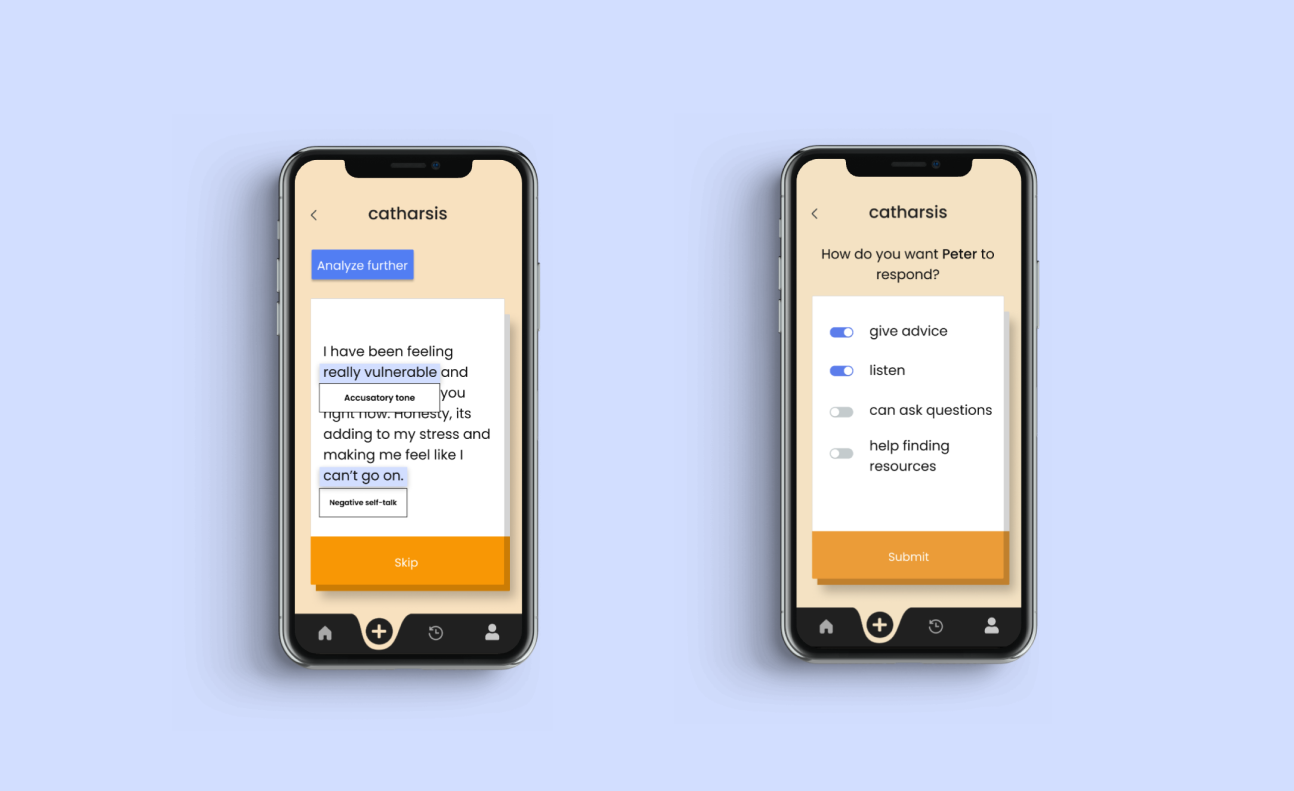 catharsis
Analyze further
I have been feeling
really vulnerable and
Accusatory tone
you
right now. Honesty, its
adding to my stress and
making me feel like I
can't go on.
Negative self-talk
Skip
catharsis
How do you want Peter to
respond?
give advice
listen
can ask questions
help finding
resources
Submit